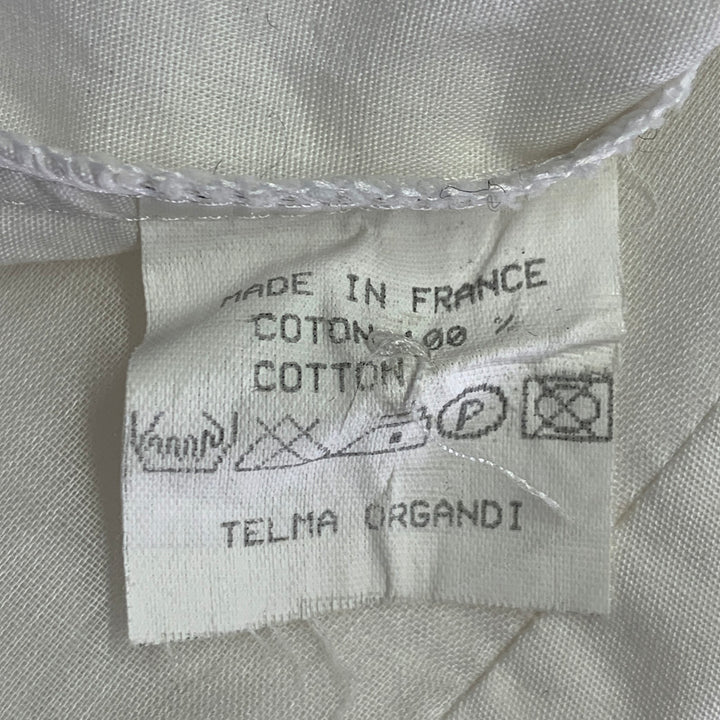 MADE IN FRANCE
COTON 100 %
COTTON
P
TELMA ORGANDI